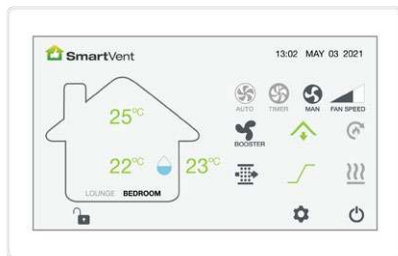 SmartVent
13:02 MAY 03 2021
25°C
AUTO TIMER MAN FAN SPEED
BOOSTER
22°C 23°C
LOUNGE BEDROOM